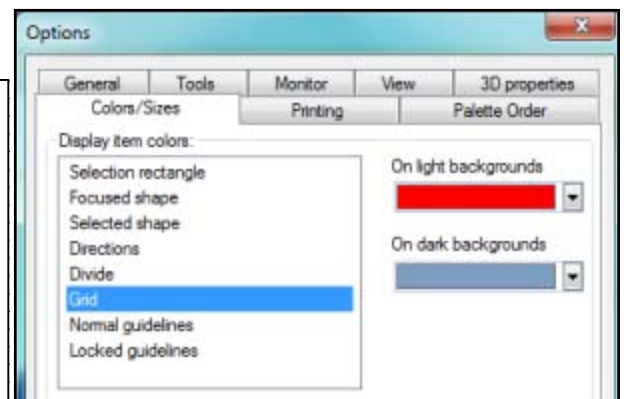 Options
General Tools Monitor View 3D properties
Colors/Sizes Printing Palette Order
Display item colors:
Selection rectangle
Focused shape
Selected shape
Directions
Divide
Grid
Normal guidelines
Locked guidelines
On light backgrounds
On dark backgrounds